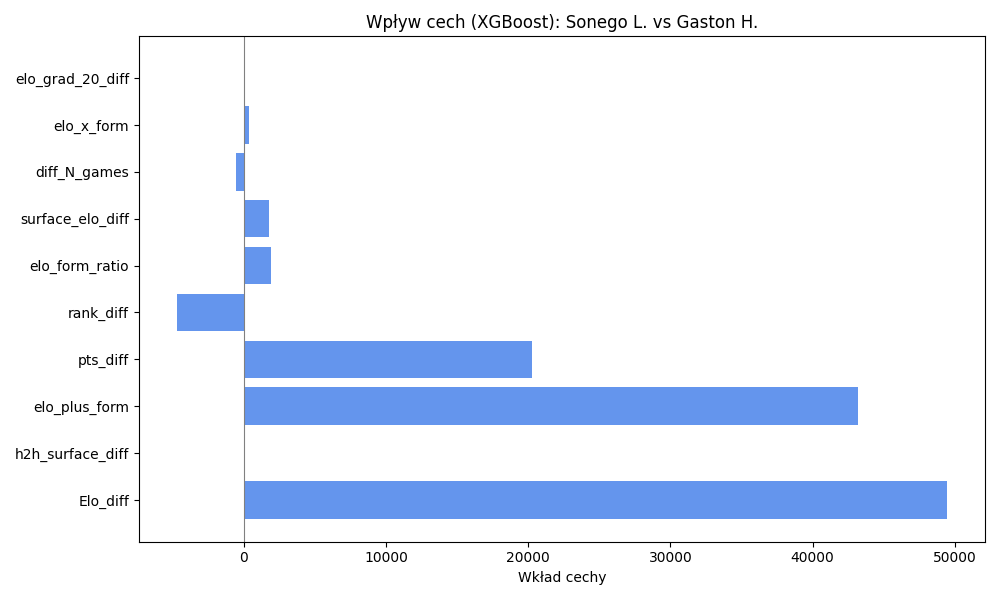 Wpływ cech (XGBoost): Sonego L. vs Gaston H.
elo_grad_20_diff
elo_x_form
diff_N_games
surface_elo_diff
elo_form_ratio
rank_diff
pts_diff
elo_plus_form
h2h_surface_diff
Elo_diff
0 10000 20000 30000 40000 50000
Wkład cechy